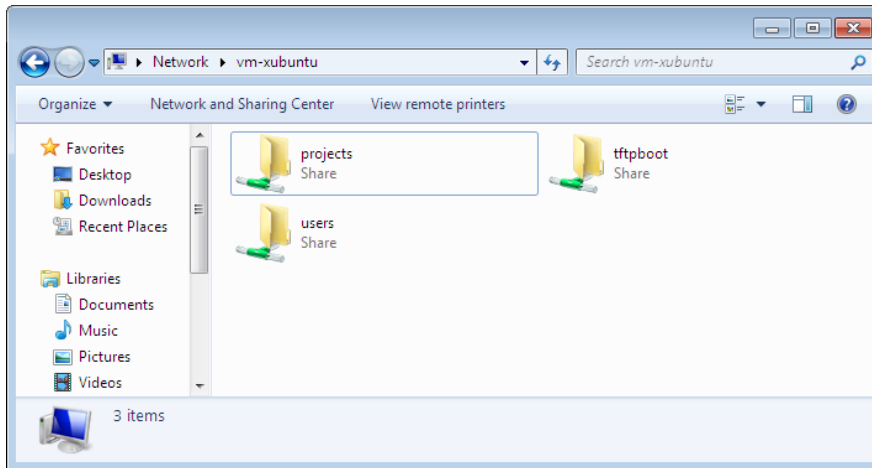 Network vm-xubuntu
Search vm-xubuntu
Organize Network and Sharing Center View remote printers
Favorites
Desktop
Downloads
Recent Places
Libraries
Documents
Music
Pictures
Videos
projects
Share
tftpboot
Share
users
Share
3 items